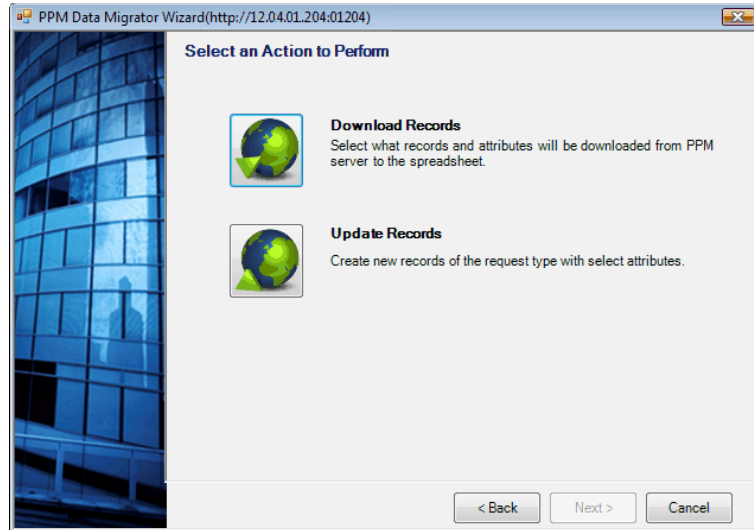 PPM Data Migrator Wizard(http://12.04.01.204:01204)
Select an Action to Perform
Download Records
Select what records and attributes will be downloaded from PPM
server to the spreadsheet.
Update Records
Create new records of the request type with select attributes.
< Back
Next >
Cancel